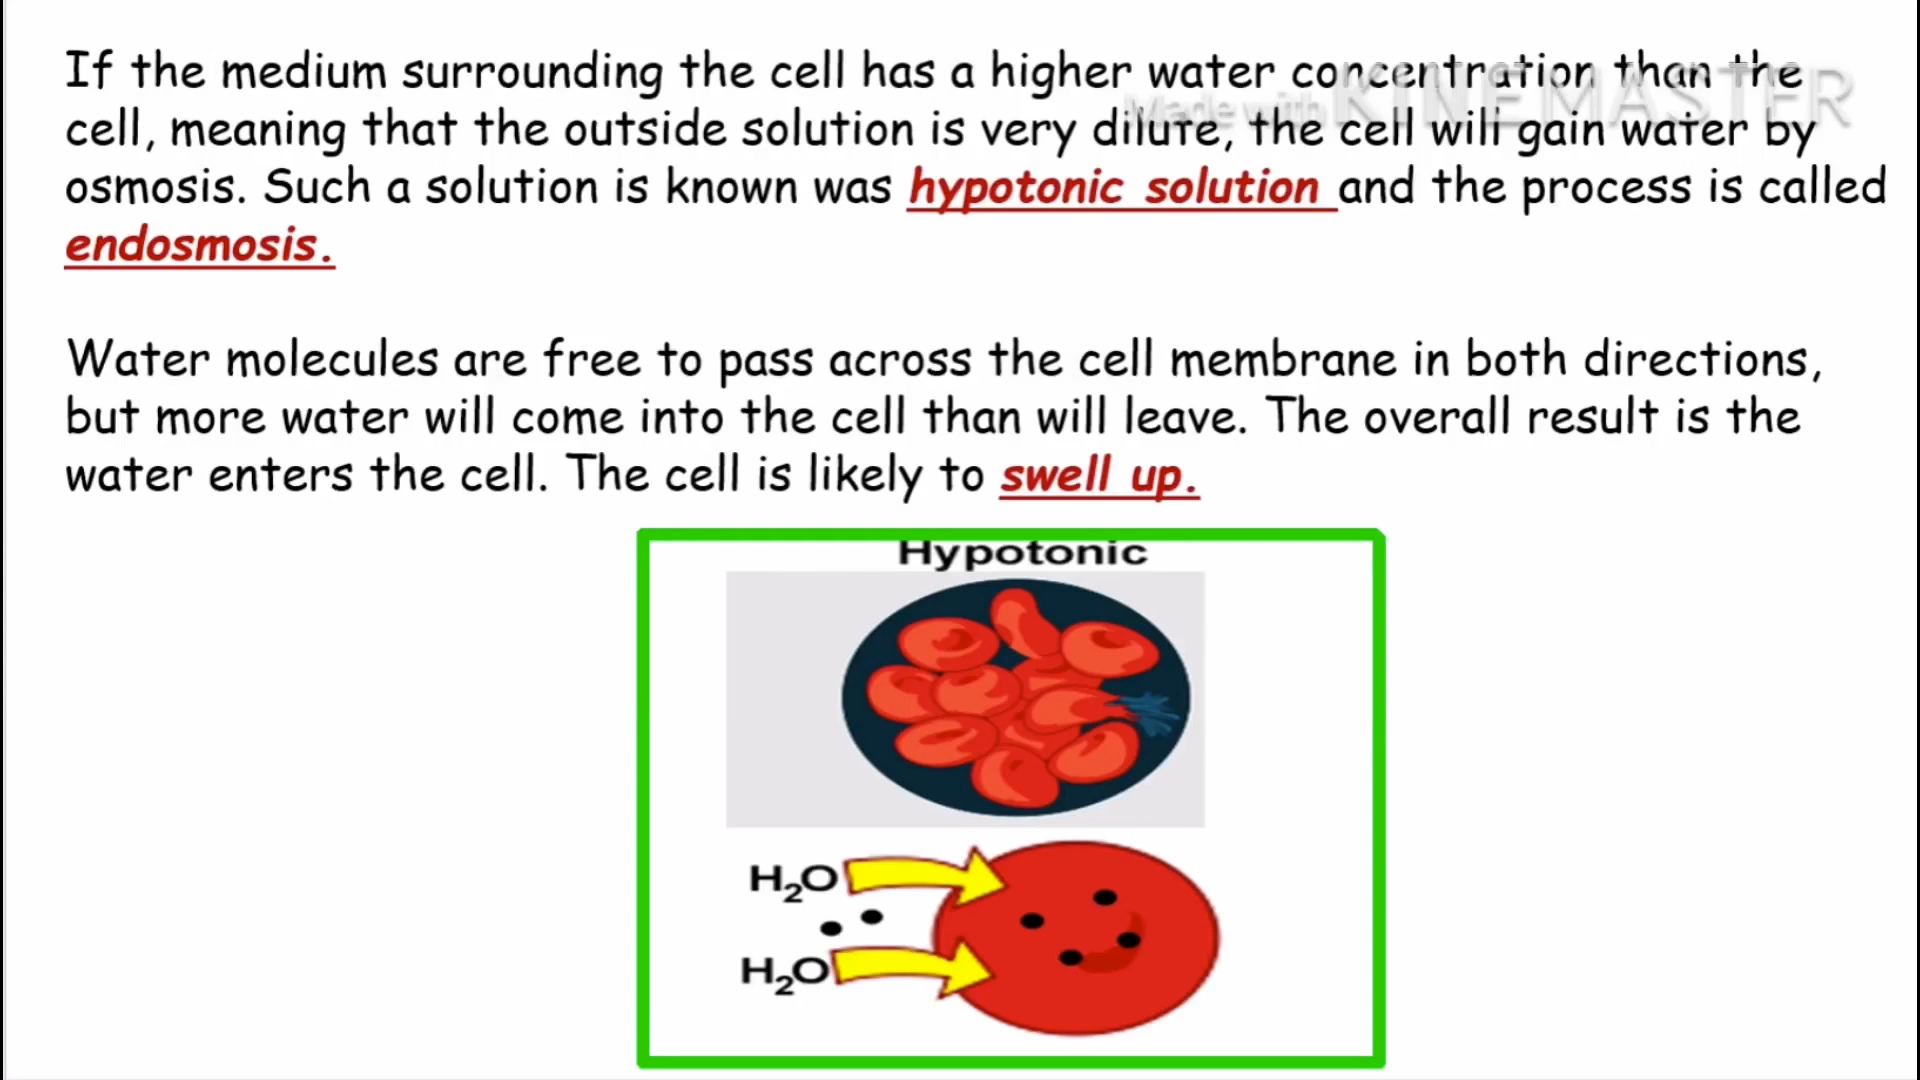 If the medium surrounding the cell has a higher water concentration than the
Made with KINEMASTER
cell, meaning that the outside solution is very dilute, the cell will gain water by
osmosis. Such a solution is known was hypotonic solution and the process is called
endosmosis.
Water molecules are free to pass across the cell membrane in both directions,
but more water will come into the cell than will leave. The overall result is the
water enters the cell. The cell is likely to swell up.
Hypotonic
H₂O
H₂O